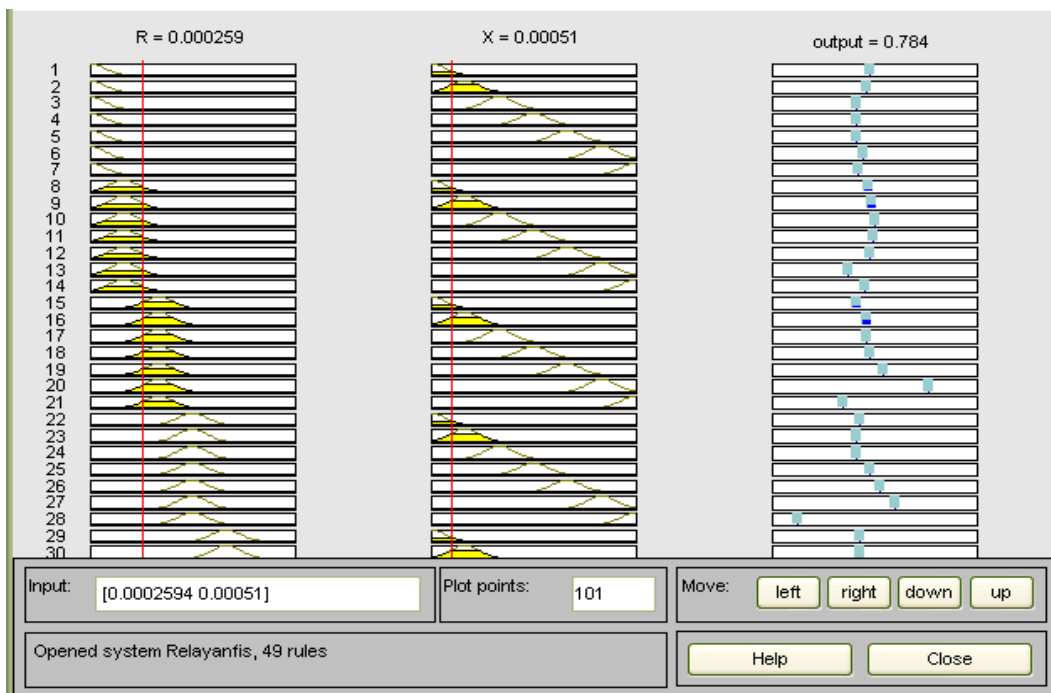 R = 0.000259
X = 0.00051
output = 0.784
1
2
3
4
5
6
7
8
9
10
11
12
13
14
15
16
17
18
19
20
21
22
23
24
25
26
27
28
29
30
Input:
[0.0002594 0.00051]
Plot points:
101
Move:
left
right
down
up
Opened system Relayanfis, 49 rules
Help
Close